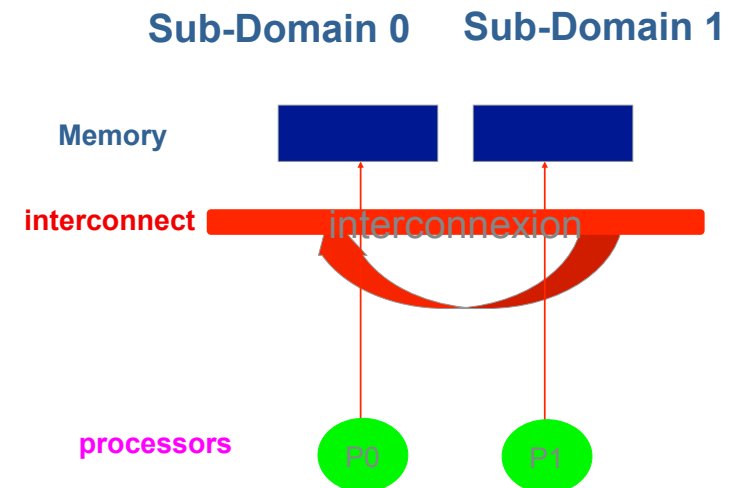 Sub-Domain 0
Sub-Domain 1
Memory
interconnect
interconnexion
processors
P0
P1